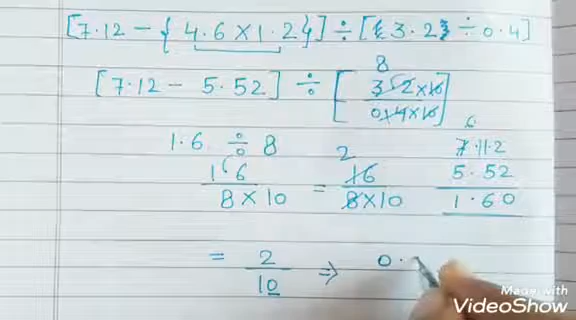 [7.12 - { 4.6 X 1.2 }] ÷ [{ 3.2 } ÷ 0.4]
8
[7.12 - 5.52] ÷ [ 3.2 × 10 / 0.4 × 10 ]
1.6 ÷ 8
16 / 8 X 10 = 2 16 / 8 X 10
6
7.11.2
5.52
1.60
= 2 / 10 ⇒ 0.
Made with
VideoShow